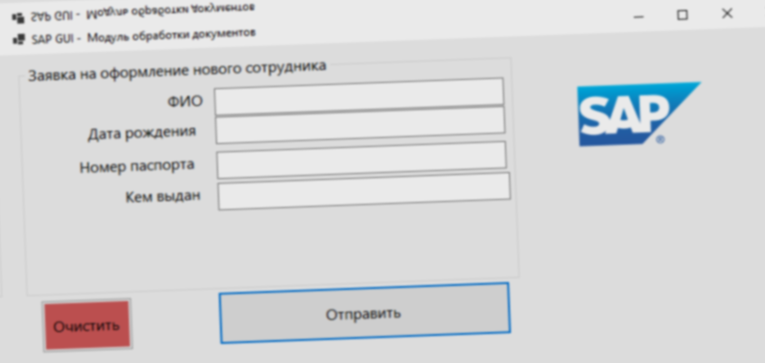 SAP GUI - Модуль обработки документов
SAP GUI - Модуль обработки документов
Заявка на оформление нового сотрудника
ФИО
Дата рождения
Номер паспорта
Кем выдан
SAP ®
Очистить
Отправить